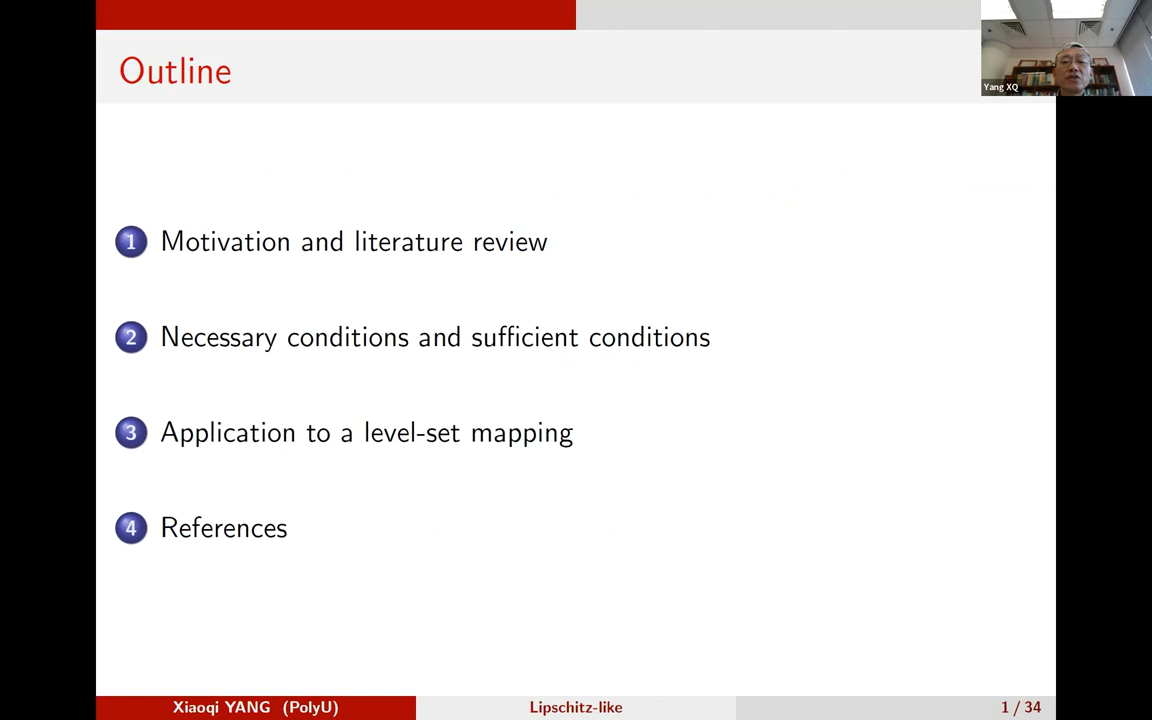 Outline
Yang XQ
1 Motivation and literature review
2 Necessary conditions and sufficient conditions
3 Application to a level-set mapping
4 References
Xiaoqi YANG (PolyU) Lipschitz-like 1 / 34